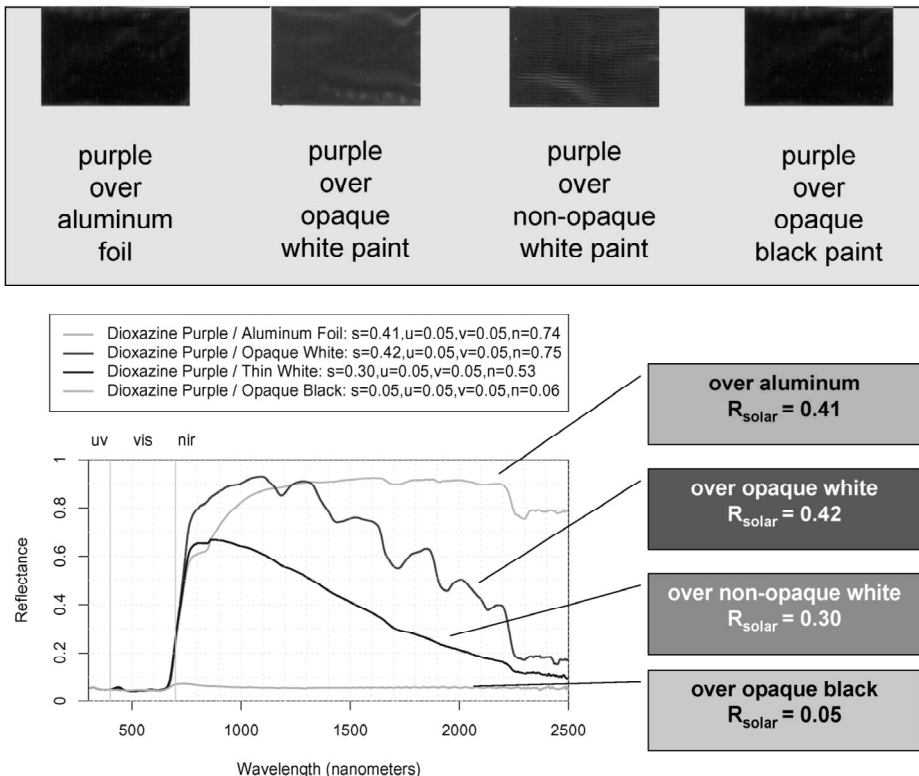 purple
over
aluminum
foil
purple
over
opaque
white paint
purple
over
non-opaque
white paint
purple
over
opaque
black paint
Dioxazine Purple / Aluminum Foil: s=0.41,u=0.05,v=0.05,n=0.74
Dioxazine Purple / Opaque White: s=0.42,u=0.05,v=0.05,n=0.75
Dioxazine Purple / Thin White: s=0.30,u=0.05,v=0.05,n=0.53
Dioxazine Purple / Opaque Black: s=0.05,u=0.05,v=0.05,n=0.06
uv vis nir
1
0.8
0.6
0.4
0.2
0
Reflectance
500 1000 1500 2000 2500
Wavelength (nanometers)
over aluminum
R_solar = 0.41
over opaque white
R_solar = 0.42
over non-opaque white
R_solar = 0.30
over opaque black
R_solar = 0.05